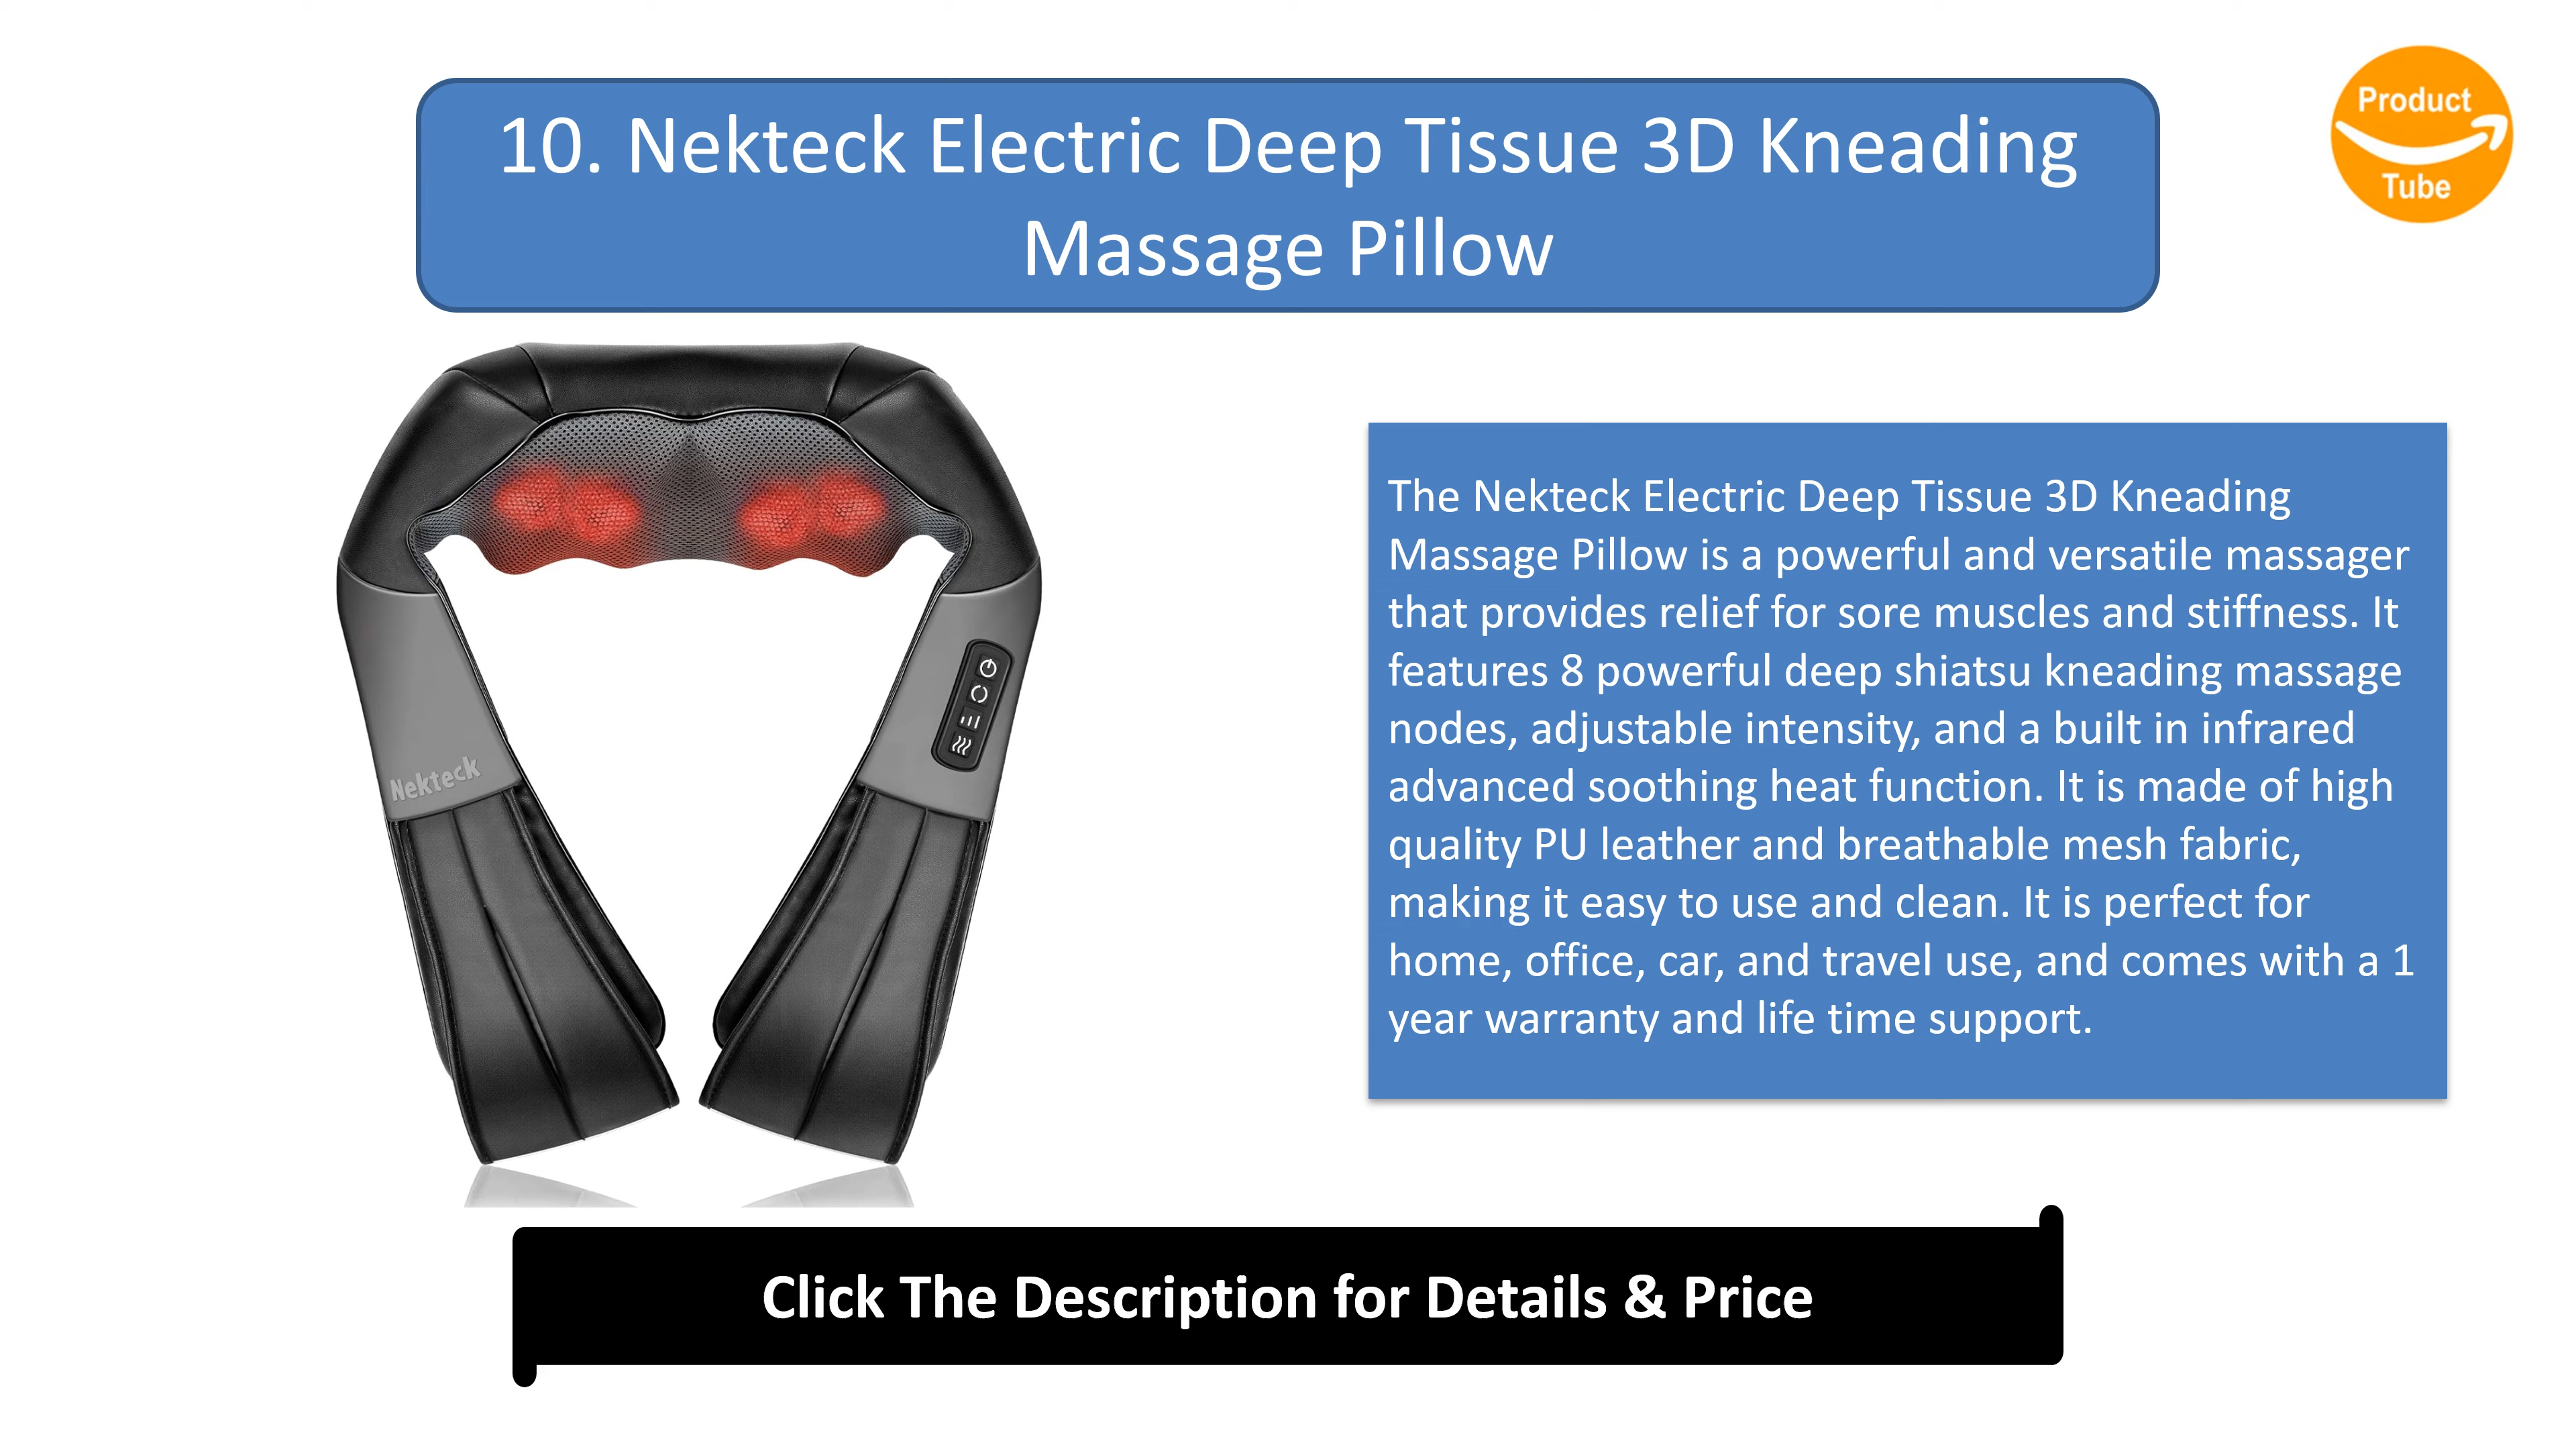 10. Nekteck Electric Deep Tissue 3D Kneading
Massage Pillow
Product
Tube
Nekteck
The Nekteck Electric Deep Tissue 3D Kneading
Massage Pillow is a powerful and versatile massager
that provides relief for sore muscles and stiffness. It
features 8 powerful deep shiatsu kneading massage
nodes, adjustable intensity, and a built in infrared
advanced soothing heat function. It is made of high
quality PU leather and breathable mesh fabric,
making it easy to use and clean. It is perfect for
home, office, car, and travel use, and comes with a 1
year warranty and life time support.
Click The Description for Details & Price